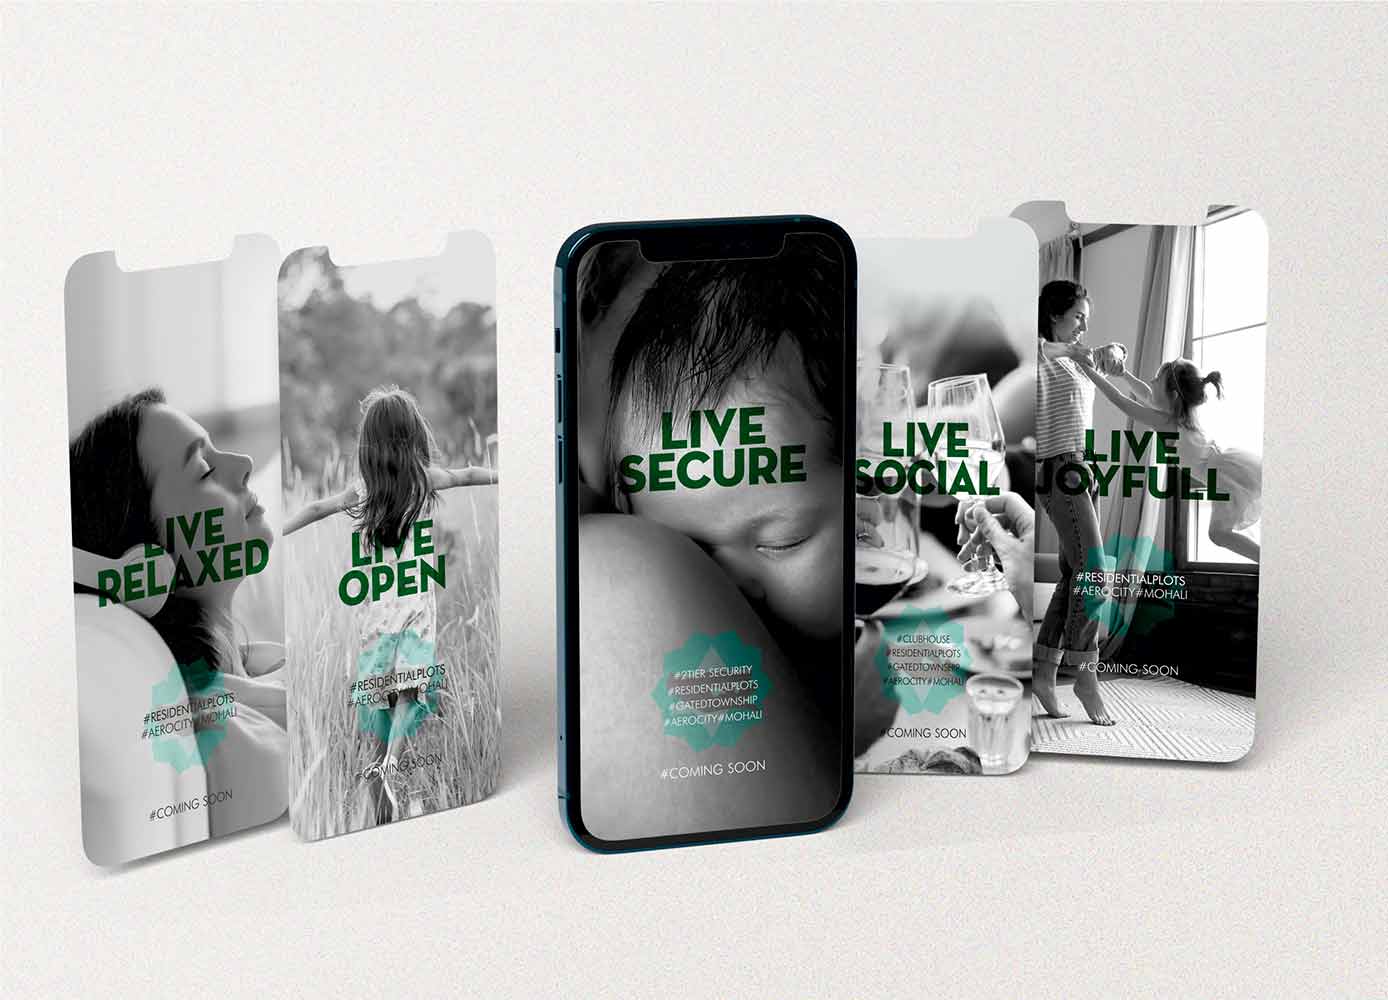 LIVE
RELAXED
#RESIDENTIALPLOTS
#AEROCITY#MOHALI
#COMING SOON
LIVE
OPEN
#RESIDENTIALPLOTS
#AEROCITY#MOHALI
#COMING SOON
LIVE
SECURE
#2TIER SECURITY
#RESIDENTIALPLOTS
#GATEDTOWNSHIP
#AEROCITY#MOHALI
#COMING SOON
LIVE
SOCIAL
#CLUBHOUSE
#RESIDENTIALPLOTS
#GATEDTOWNSHIP
#AEROCITY#MOHALI
#COMING SOON
LIVE
JOYFULL
#RESIDENTIALPLOTS
#AEROCITY#MOHALI
#COMING-SOON